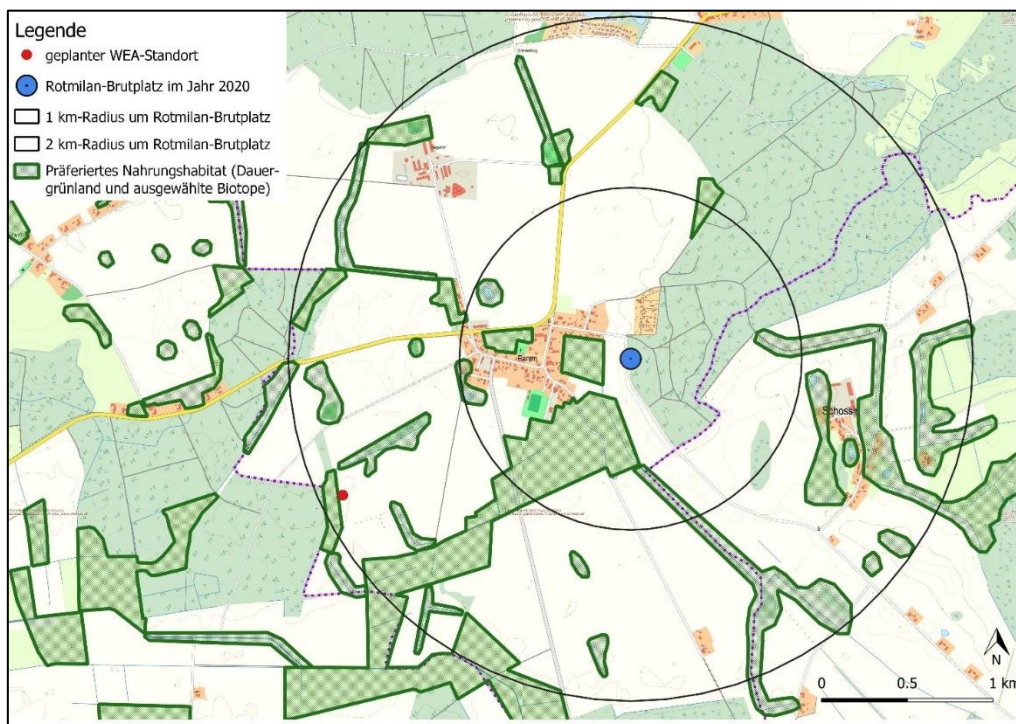 Legende
geplanter WEA-Standort
Rotmilan-Brutplatz im Jahr 2020
1 km-Radius um Rotmilan-Brutplatz
2 km-Radius um Rotmilan-Brutplatz
Präferiertes Nahrungshabitat (Dauer-
grünland und ausgewählte Biotope)
N
0 0.5 1 km